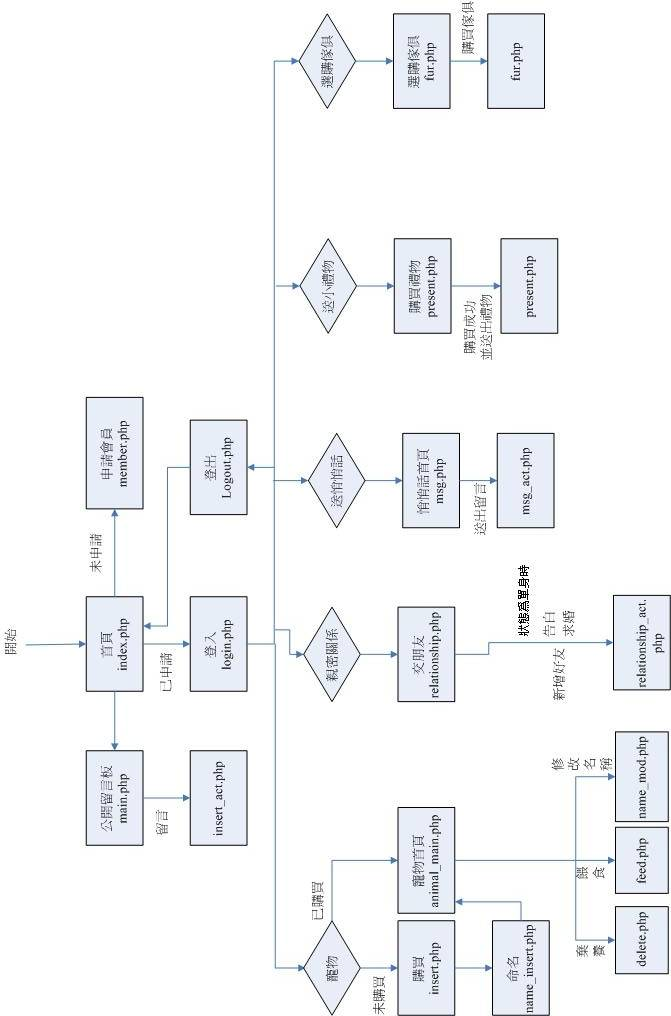 開始
首頁
index.php
未申請
申請會員
member.php
公開留言板
main.php
留言
insert_act.php
已申請
登入
login.php
登出
Logout.php
寵物
已購買
未購買
寵物首頁
animal_main.php
購買
insert.php
命名
name_insert.php
修改名稱
name_mod.php
餵食
feed.php
棄養
delete.php
親密關係
交朋友
relationship.php
狀態為單身時
告白
求婚
新增好友
relationship_act.
php
送悄悄話
悄悄話首頁
msg.php
送出留言
msg_act.php
送小禮物
購買禮物
present.php
購買成功
並送出禮物
present.php
選購傢俱
選購傢俱
fur.php
購買傢俱
fur.php